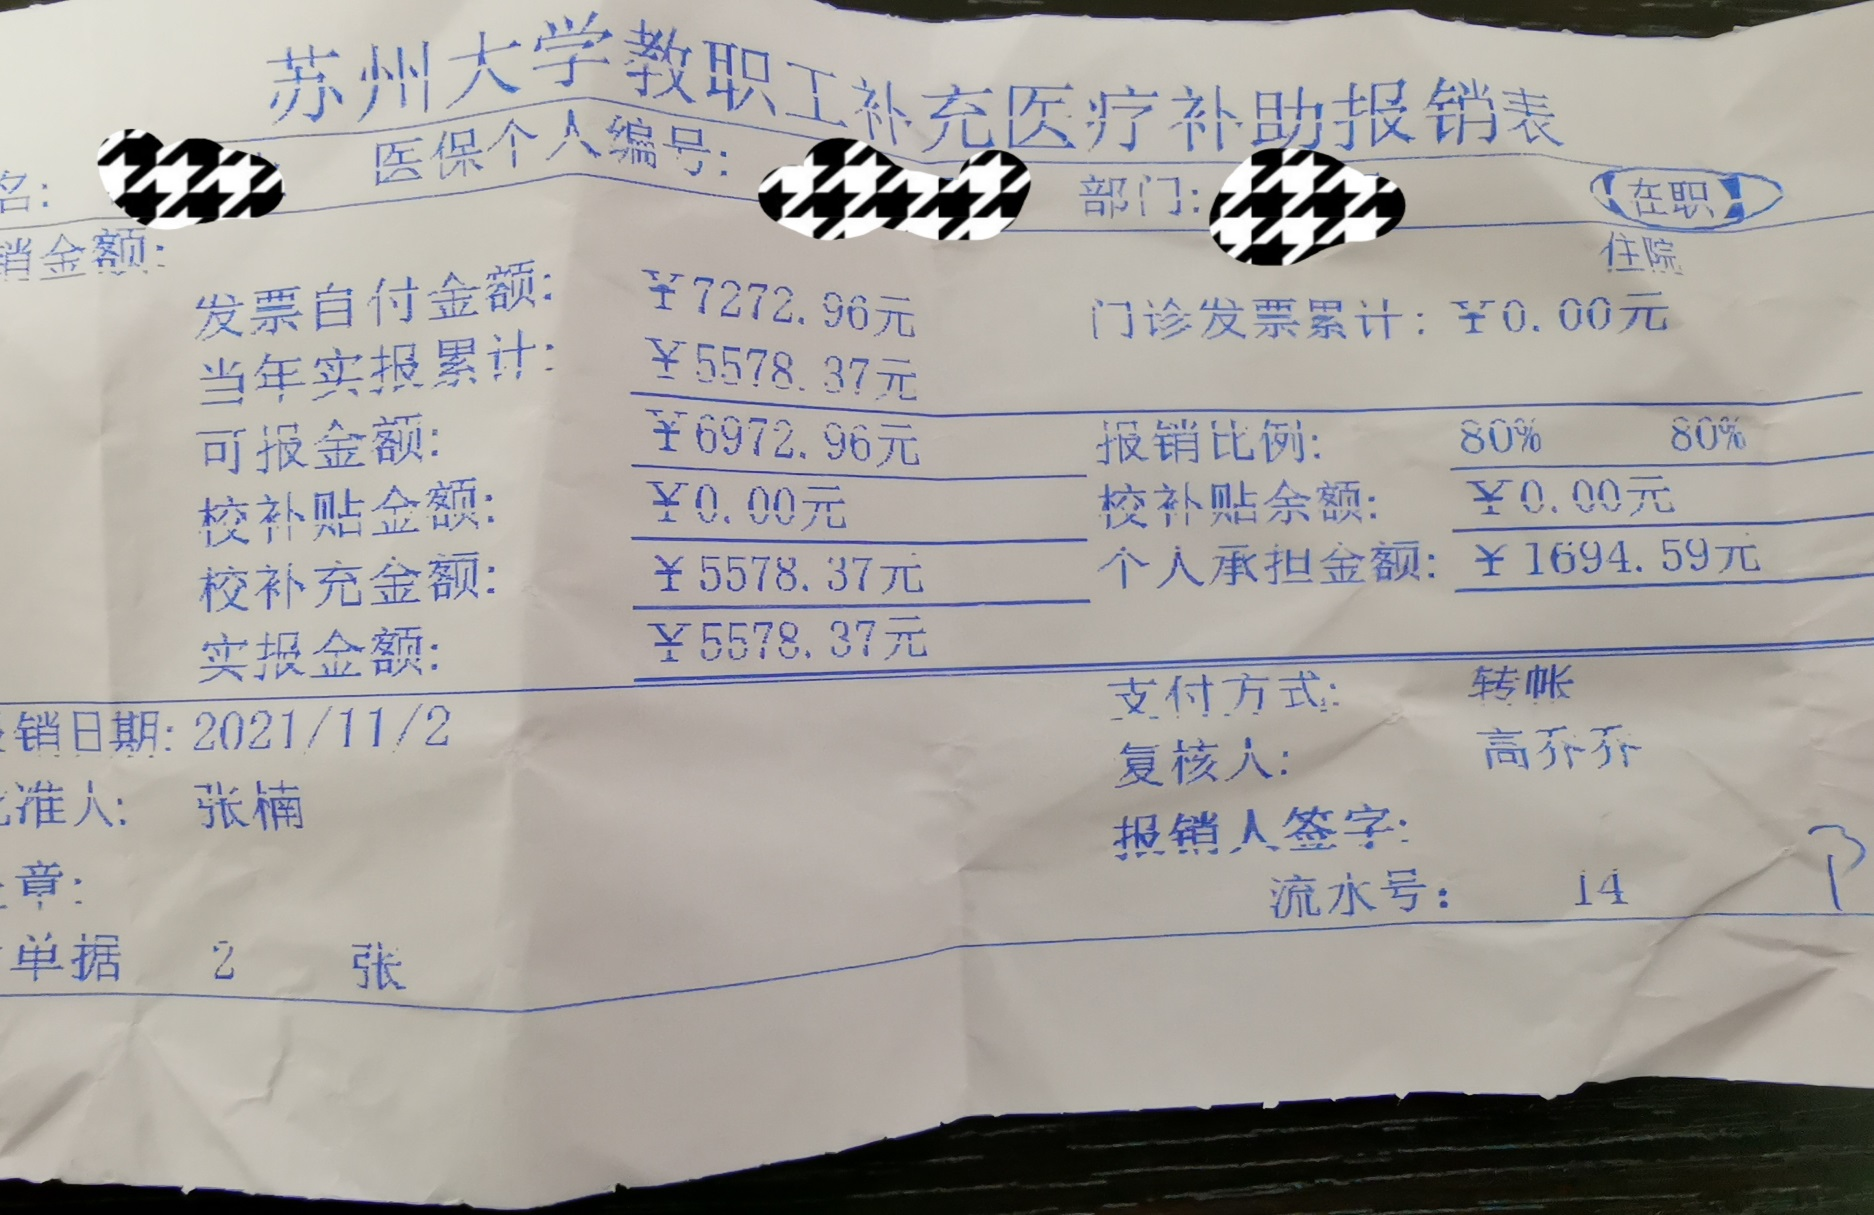 苏州大学教职工补充医疗补助报销表
名: 医保个人编号: 部门: 【在职】
销金额: 住院
发票自付金额: ¥7272.96元 门诊发票累计: ¥0.00元
当年实报累计: ¥5578.37元
可报金额: ¥6972.96元 报销比例: 80% 80%
校补贴金额: ¥0.00元 校补贴余额: ¥0.00元
校补充金额: ¥5578.37元 个人承担金额: ¥1694.59元
实报金额: ¥5578.37元
支付方式: 转帐
销日期: 2021/11/2 复核人: 高乔乔
准人: 张楠 报销人签字:
章: 流水号: 14
单据 2 张